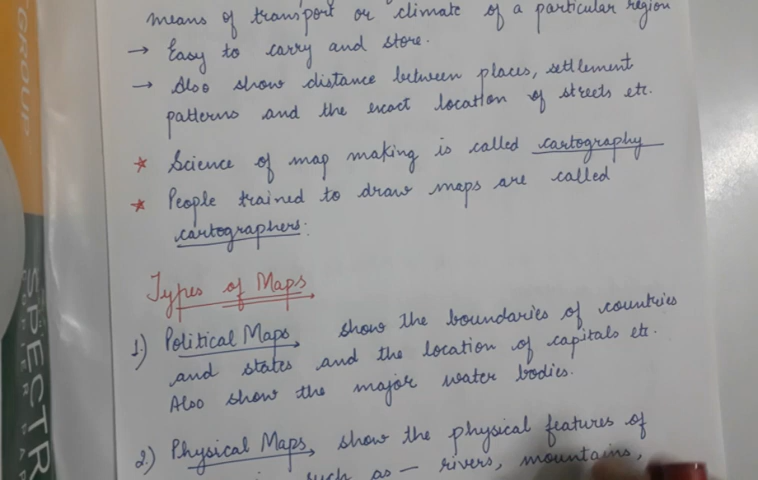 means of transport or climate of a particular region
→ Easy to carry and store.
→ Also show distance between places, settlement
patterns and the exact location of streets etc.
* Science of map making is called cartography
* People trained to draw maps are called
cartographers.
Types of Maps
1.) Political Maps show the boundaries of countries
and states and the location of capitals etc.
Also show the major water bodies.
2.) Physical Maps show the physical features of
such as — rivers, mountains,
GROUP
SPECTR